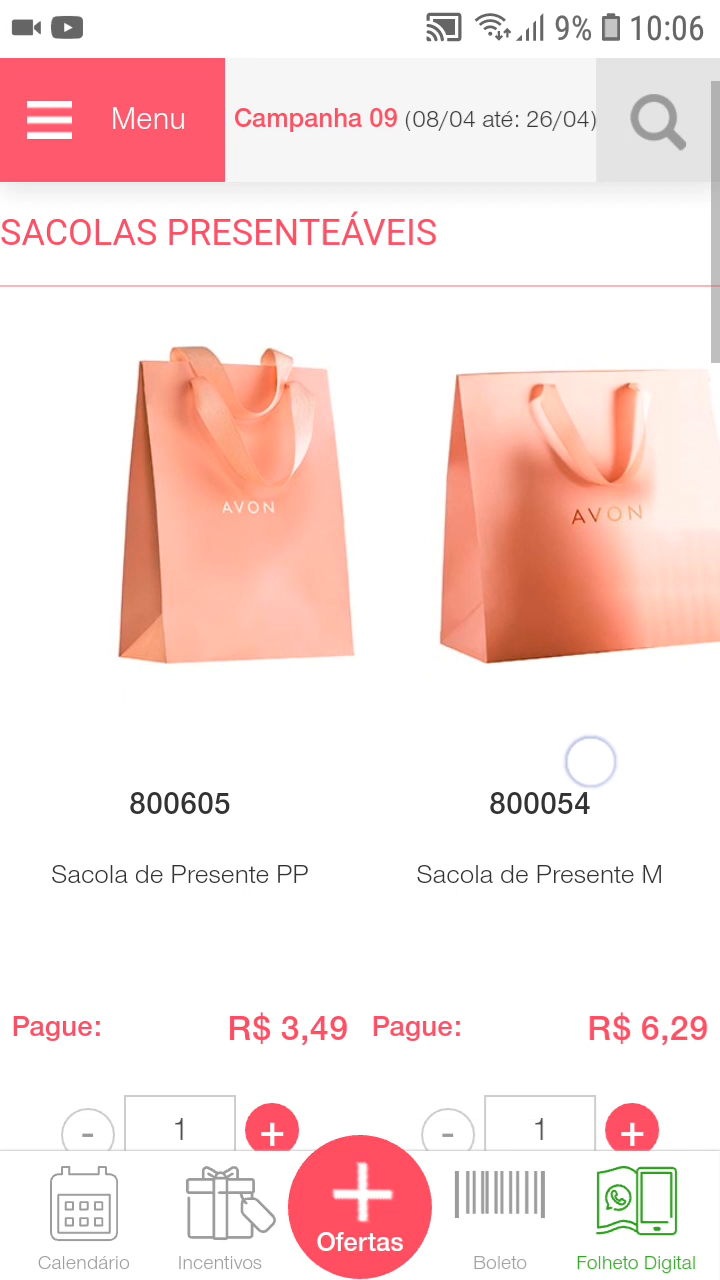 9% 10:06
Menu Campanha 09 (08/04 até: 26/04)
SACOLAS PRESENTEÁVEIS
AVON AVON
800605 800054
Sacola de Presente PP Sacola de Presente M
Pague: R$ 3,49 Pague: R$ 6,29
- 1 + - 1 +
Ofertas
Calendário Incentivos Boleto Folheto Digital